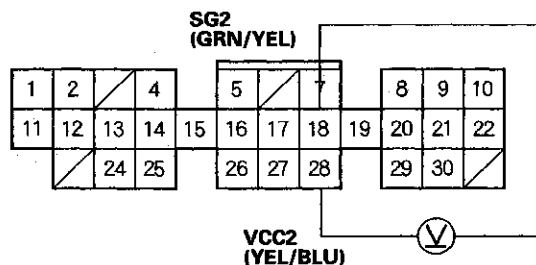 SG2
(GRN/YEL)
1 2 4 5 7 8 9 10
11 12 13 14 15 16 17 18 19 20 21 22
24 25 26 27 28 29 30
V
VCC2
(YEL/BLU)